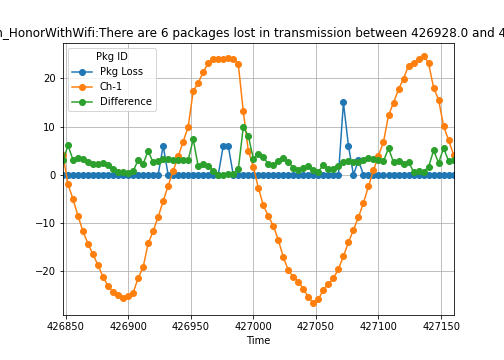 n_HonorWithWifi:There are 6 packages lost in transmission between 426928.0 and 4
Pkg ID
Pkg Loss
Ch-1
Difference
20
10
0
−10
−20
426850 426900 426950 427000 427050 427100 427150
Time